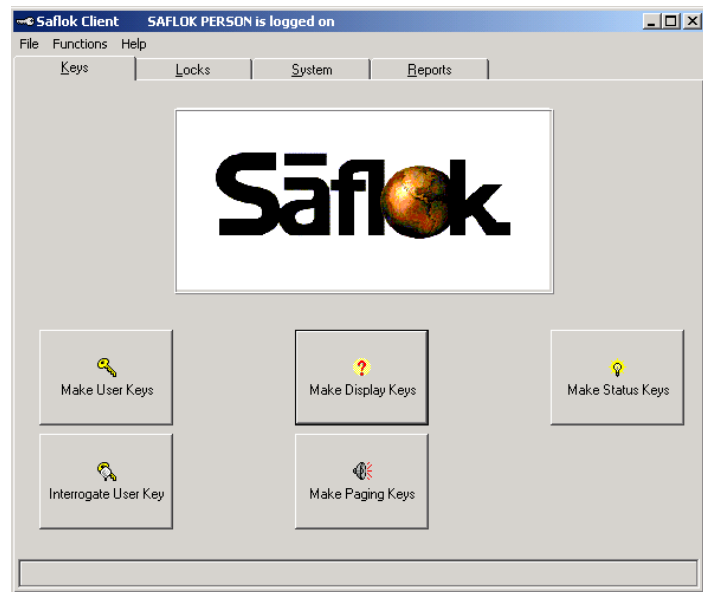 Saflok Client SAFLOK PERSON is logged on
File Functions Help
Keys Locks System Reports
Sāflok
Make User Keys
Make Display Keys
Make Status Keys
Interrogate User Key
Make Paging Keys